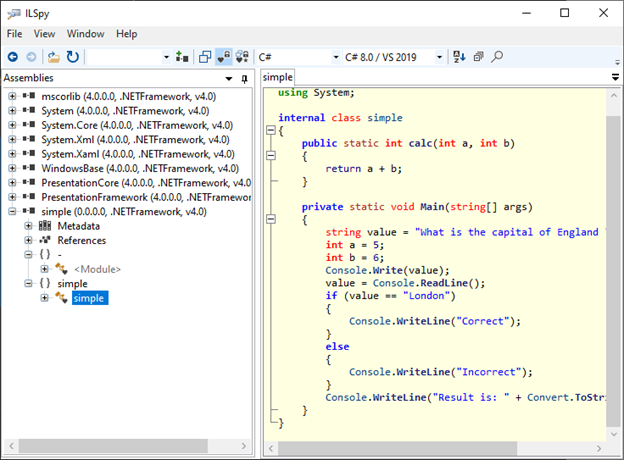 ILSpy
File View Window Help
C# C# 8.0 / VS 2019
Assemblies
mscorlib (4.0.0.0, .NETFramework, v4.0)
System (4.0.0.0, .NETFramework, v4.0)
System.Core (4.0.0.0, .NETFramework, v4.0)
System.Xml (4.0.0.0, .NETFramework, v4.0)
System.Xaml (4.0.0.0, .NETFramework, v4.0)
WindowsBase (4.0.0.0, .NETFramework, v4.0)
PresentationCore (4.0.0.0, .NETFramework, v4.
PresentationFramework (4.0.0.0, .NETFramework
simple (0.0.0.0, .NETFramework, v4.0)
Metadata
References
{ } -
<Module>
{ } simple
simple
simple
using System;
internal class simple
{
public static int calc(int a, int b)
{
return a + b;
}
private static void Main(string[] args)
{
string value = "What is the capital of England
int a = 5;
int b = 6;
Console.Write(value);
value = Console.ReadLine();
if (value == "London")
{
Console.WriteLine("Correct");
}
else
{
Console.WriteLine("Incorrect");
}
Console.WriteLine("Result is: " + Convert.ToStri
}
}